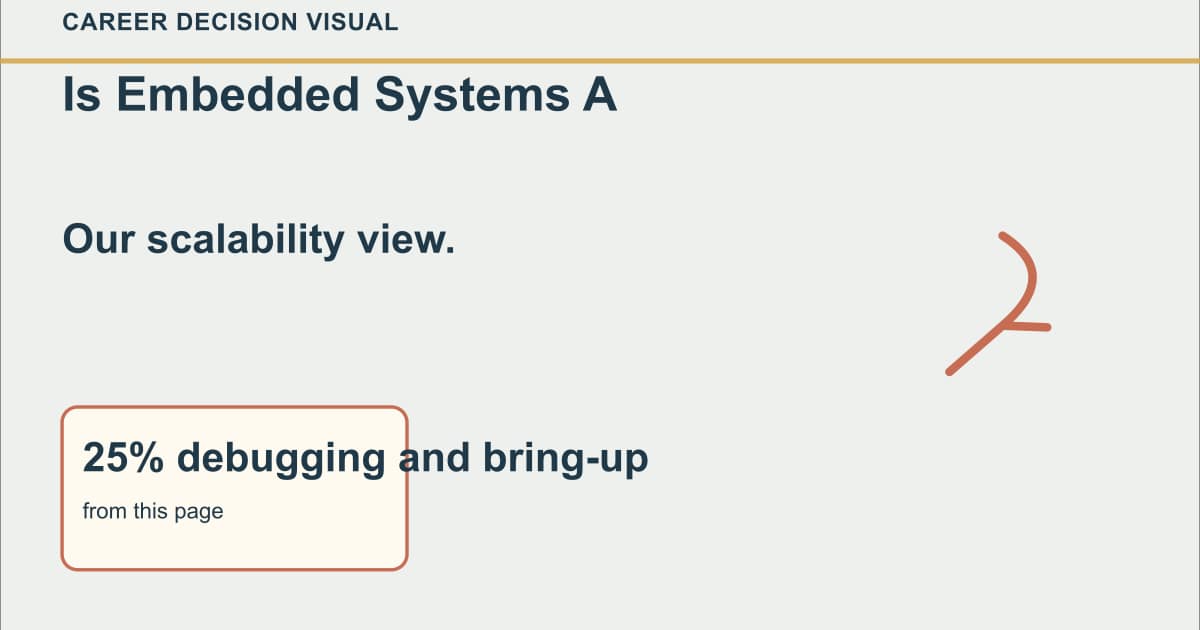 CAREER DECISION VISUAL
Is Embedded Systems A
Our scalability view.
25% debugging and bring-up
from this page